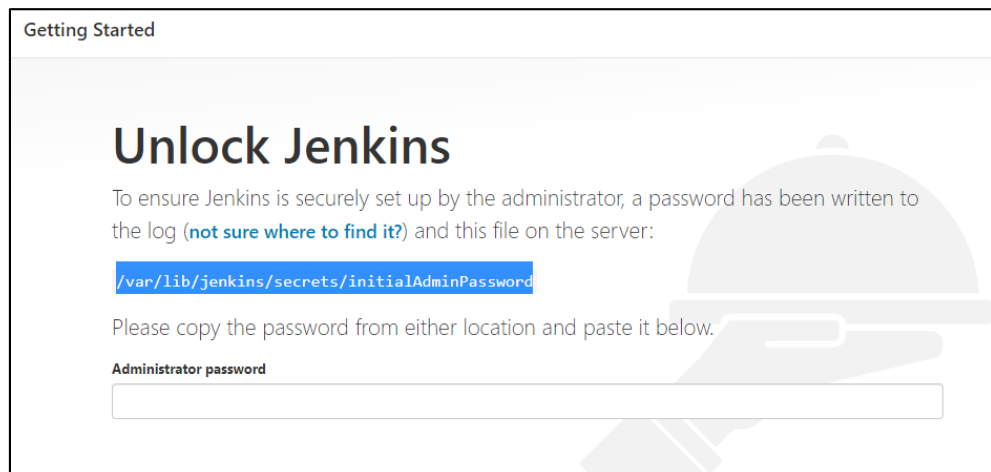 Getting Started
Unlock Jenkins
To ensure Jenkins is securely set up by the administrator, a password has been written to
the log (not sure where to find it?) and this file on the server:
/var/lib/jenkins/secrets/initialAdminPassword
Please copy the password from either location and paste it below.
Administrator password